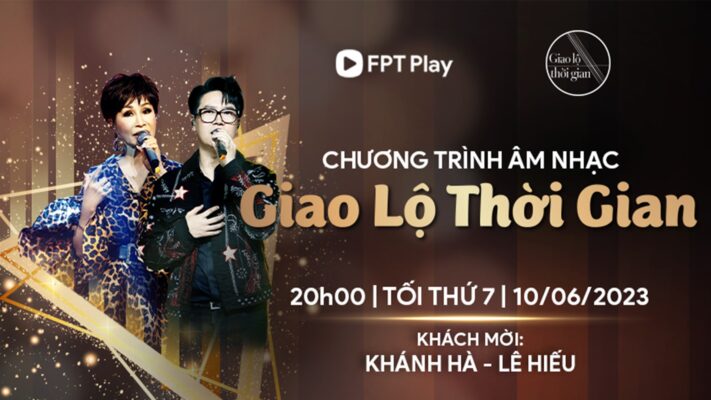 FPT Play
Giao lộ
thời gian
CHƯƠNG TRÌNH ÂM NHẠC
Giao Lộ Thời Gian
20h00 | TỐI THỨ 7 | 10/06/2023
KHÁCH MỜI:
KHÁNH HÀ - LÊ HIẾU